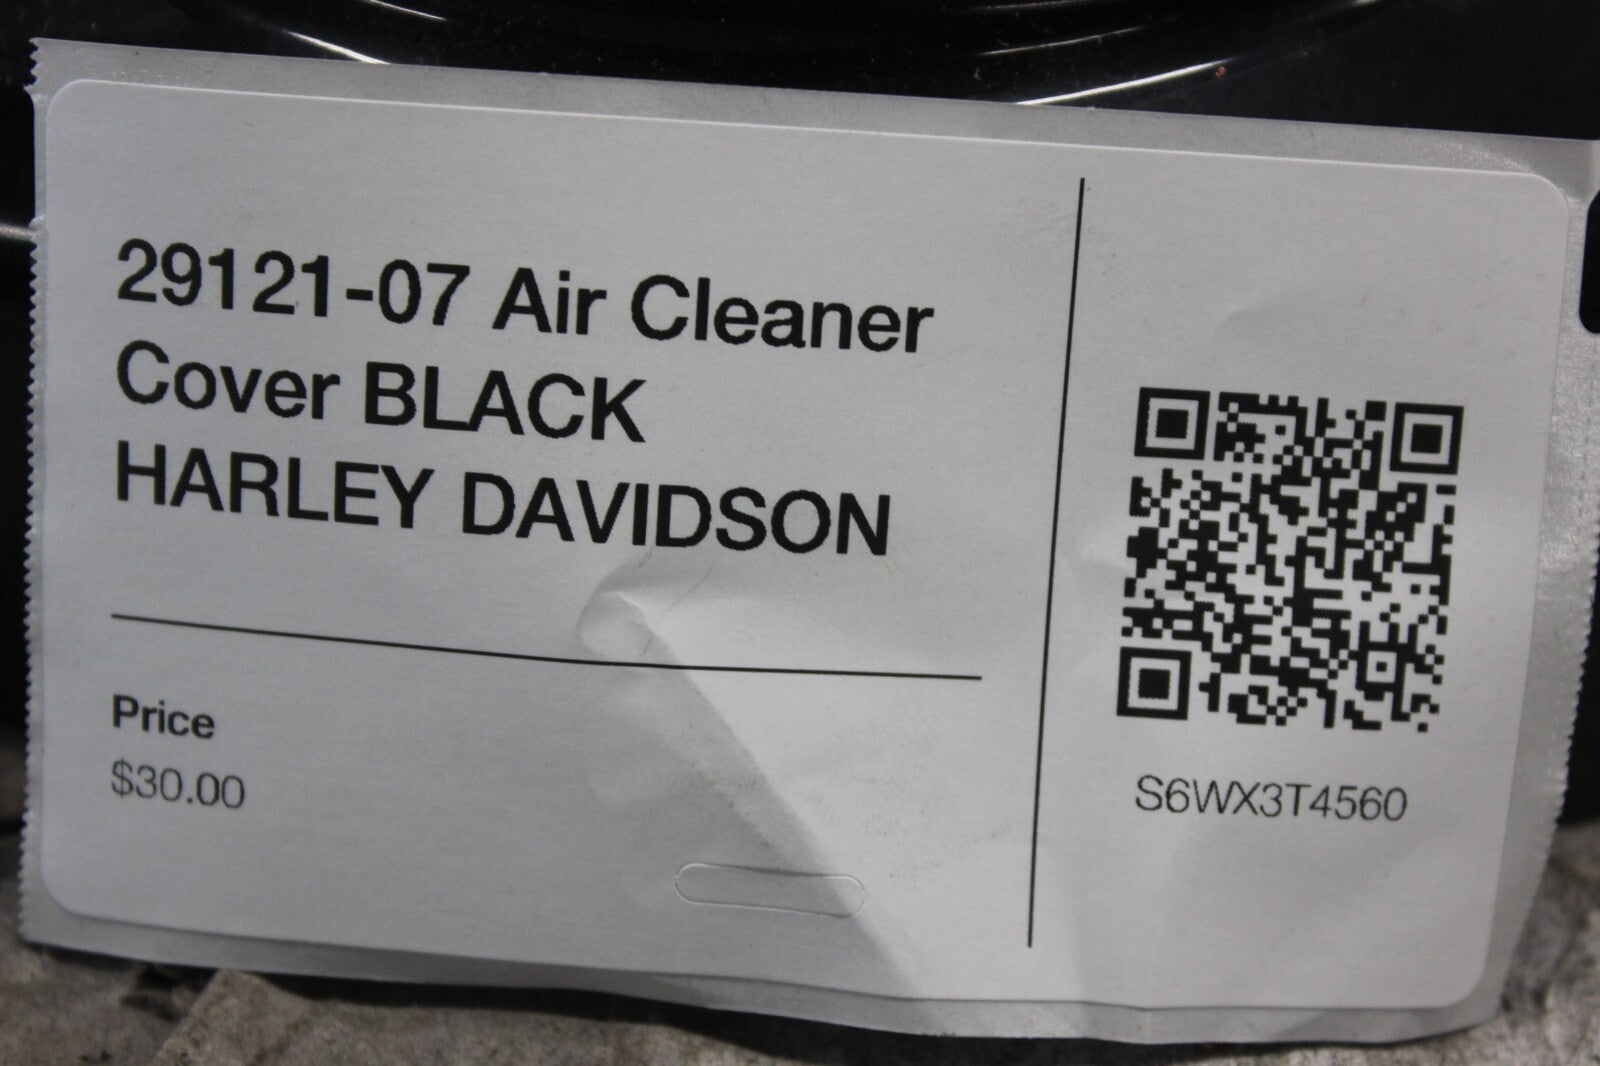 29121-07 Air Cleaner
Cover BLACK
HARLEY DAVIDSON
Price
$30.00
S6WX3T4560